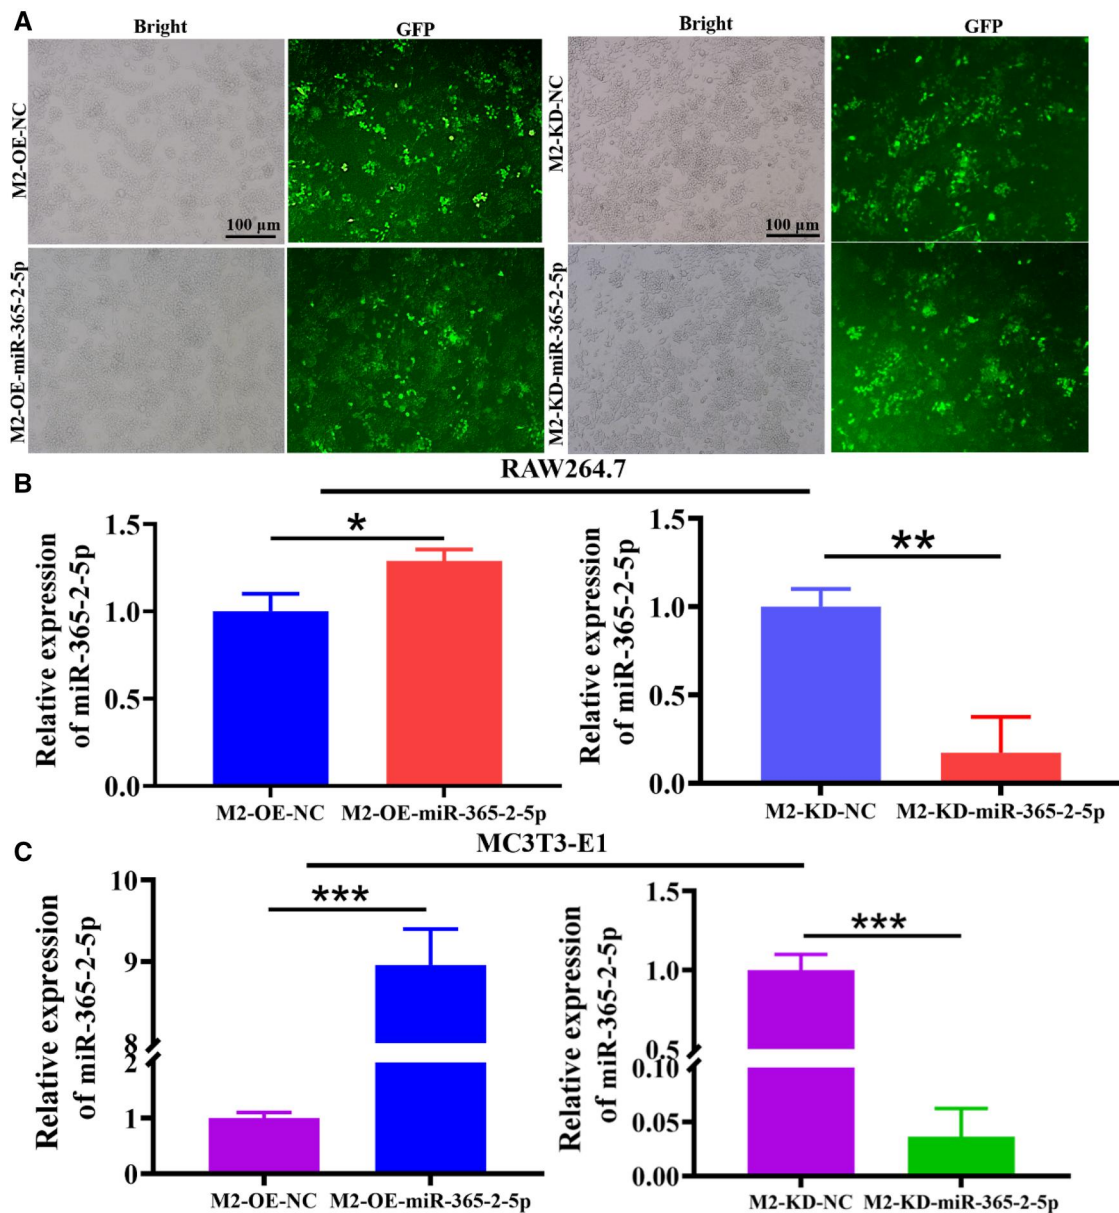 A
Bright
GFP
Bright
GFP
M2-OE-NC
100 µm
M2-KD-NC
100 µm
M2-OE-miR-365-2-5p
M2-KD-miR-365-2-5p
B
RAW264.7
Relative expression
of miR-365-2-5p
1.5
1.0
0.5
0.0
*
M2-OE-NC
M2-OE-miR-365-2-5p
Relative expression
of miR-365-2-5p
1.5
1.0
0.5
0.0
**
M2-KD-NC
M2-KD-miR-365-2-5p
C
MC3T3-E1
Relative expression
of miR-365-2-5p
10
9
8
2
1
0
***
M2-OE-NC
M2-OE-miR-365-2-5p
Relative expression
of miR-365-2-5p
1.5
1.0
0.5
0.10
0.05
0.00
***
M2-KD-NC
M2-KD-miR-365-2-5p